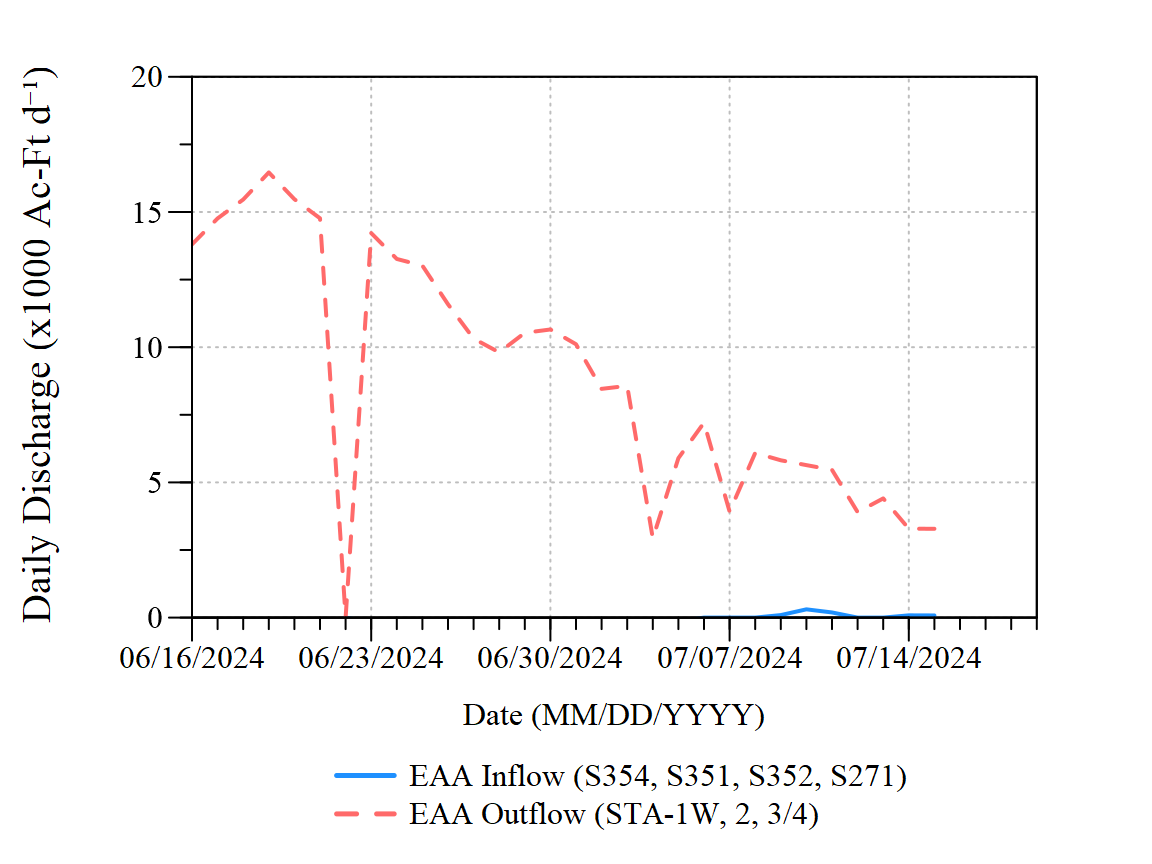 Daily Discharge (x1000 Ac-Ft d⁻¹)
20
15
10
5
0
06/16/2024 06/23/2024 06/30/2024 07/07/2024 07/14/2024
Date (MM/DD/YYYY)
EAA Inflow (S354, S351, S352, S271)
EAA Outflow (STA-1W, 2, 3/4)